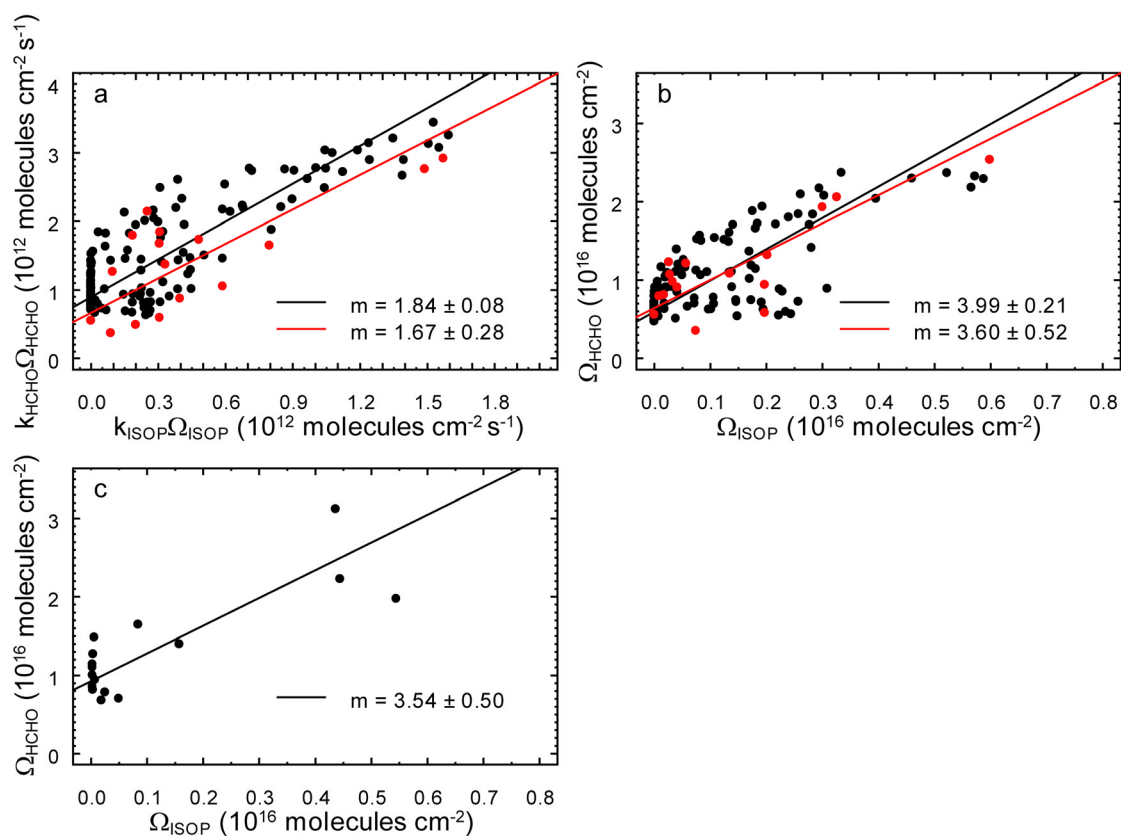 a
k_HCHO Ω_HCHO (10^12 molecules cm^-2 s^-1)
4
3
2
1
0
m = 1.84 ± 0.08
m = 1.67 ± 0.28
0.0 0.3 0.6 0.9 1.2 1.5 1.8
k_ISOP Ω_ISOP (10^12 molecules cm^-2 s^-1)
b
Ω_HCHO (10^16 molecules cm^-2)
3
2
1
0
m = 3.99 ± 0.21
m = 3.60 ± 0.52
0.0 0.1 0.2 0.3 0.4 0.5 0.6 0.7 0.8
Ω_ISOP (10^16 molecules cm^-2)
c
Ω_HCHO (10^16 molecules cm^-2)
3
2
1
0
m = 3.54 ± 0.50
0.0 0.1 0.2 0.3 0.4 0.5 0.6 0.7 0.8
Ω_ISOP (10^16 molecules cm^-2)